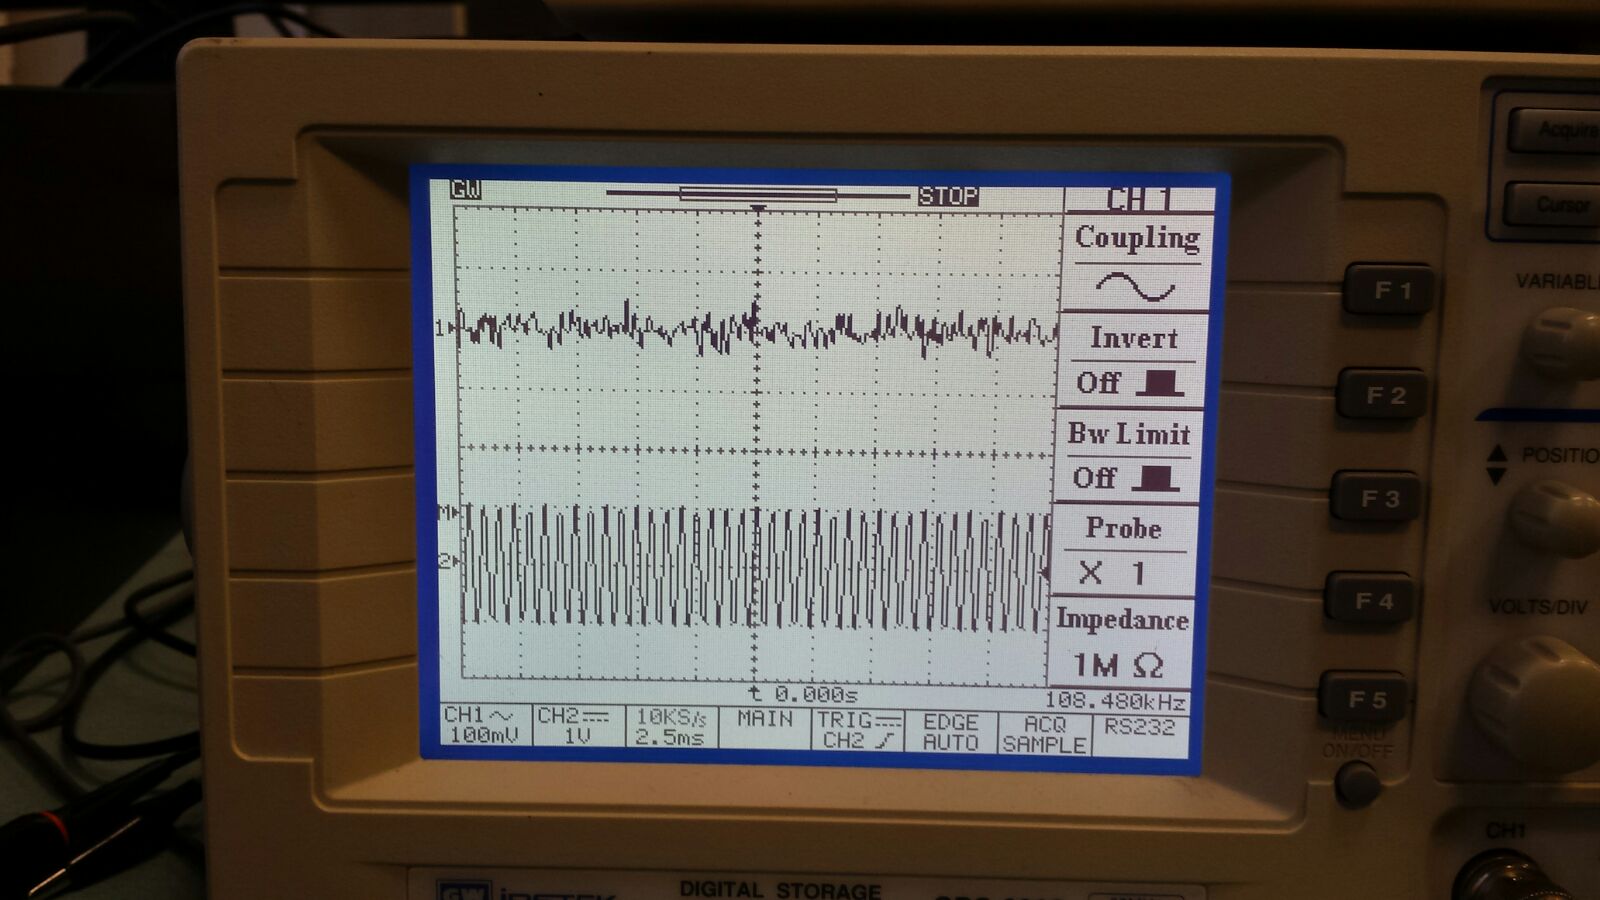 GW
STOP
CH 1
Coupling
Invert
Off
Bw Limit
Off
Probe
X 1
Impedance
1M Ω
1
M
2
t 0.000s
108.480kHz
CH1
100mV
CH2
1V
10KS/s
2.5ms
MAIN
TRIG
CH2
EDGE
AUTO
ACQ
SAMPLE
RS232
F 1
F 2
F 3
F 4
F 5
MENU
ON/OFF
Acquire
Cursor
VOLTS/DIV
CH1
GW
DIGITAL STORAGE